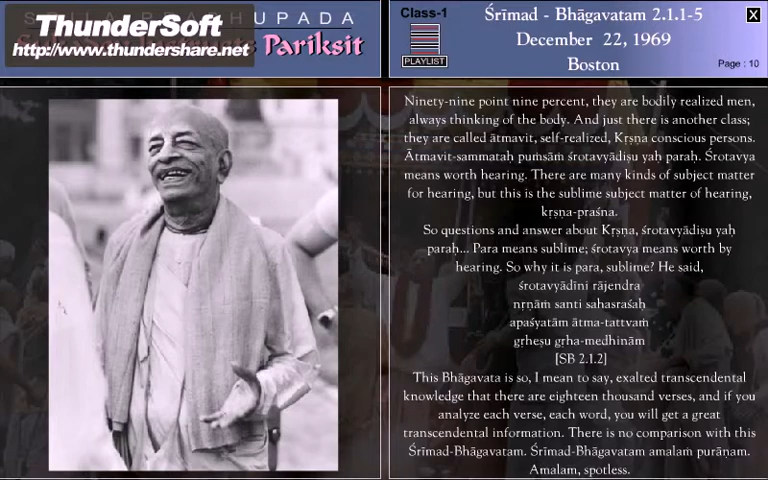 SRILA PRABHUPADA
ThunderSoft
http://www.thundershare.net
Pariksit
Class-1
PLAYLIST
Śrīmad - Bhāgavatam 2.1.1-5
December 22, 1969
Boston
X
Page : 10
Ninety-nine point nine percent, they are bodily realized men,
always thinking of the body. And just there is another class;
they are called ātmavit, self-realized, Kṛṣṇa conscious persons.
Ātmavit-sammataḥ puṁsāṁ śrotavyādiṣu yaḥ paraḥ. Śrotavya
means worth hearing. There are many kinds of subject matter
for hearing, but this is the sublime subject matter of hearing,
kṛṣṇa-praśna.
So questions and answer about Kṛṣṇa, śrotavyādiṣu yaḥ
paraḥ... Para means sublime; śrotavya means worth by
hearing. So why it is para, sublime? He said,
śrotavyādīni rājendra
nṛṇāṁ santi sahasraśaḥ
apaśyatām ātma-tattvaṁ
gṛheṣu gṛha-medhinām
[SB 2.1.2]
This Bhāgavata is so, I mean to say, exalted transcendental
knowledge that there are eighteen thousand verses, and if you
analyze each verse, each word, you will get a great
transcendental information. There is no comparison with this
Śrīmad-Bhāgavatam. Śrīmad-Bhāgavatam amalaṁ purāṇam.
Amalam, spotless.